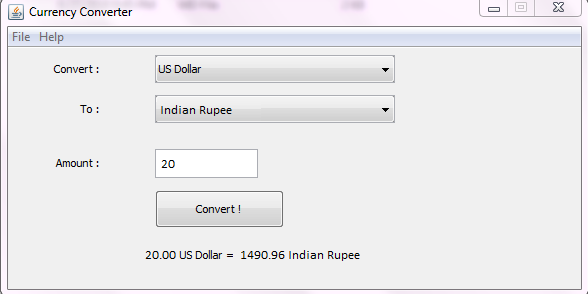 Currency Converter
File Help
Convert : US Dollar
To : Indian Rupee
Amount : 20
Convert !
20.00 US Dollar = 1490.96 Indian Rupee